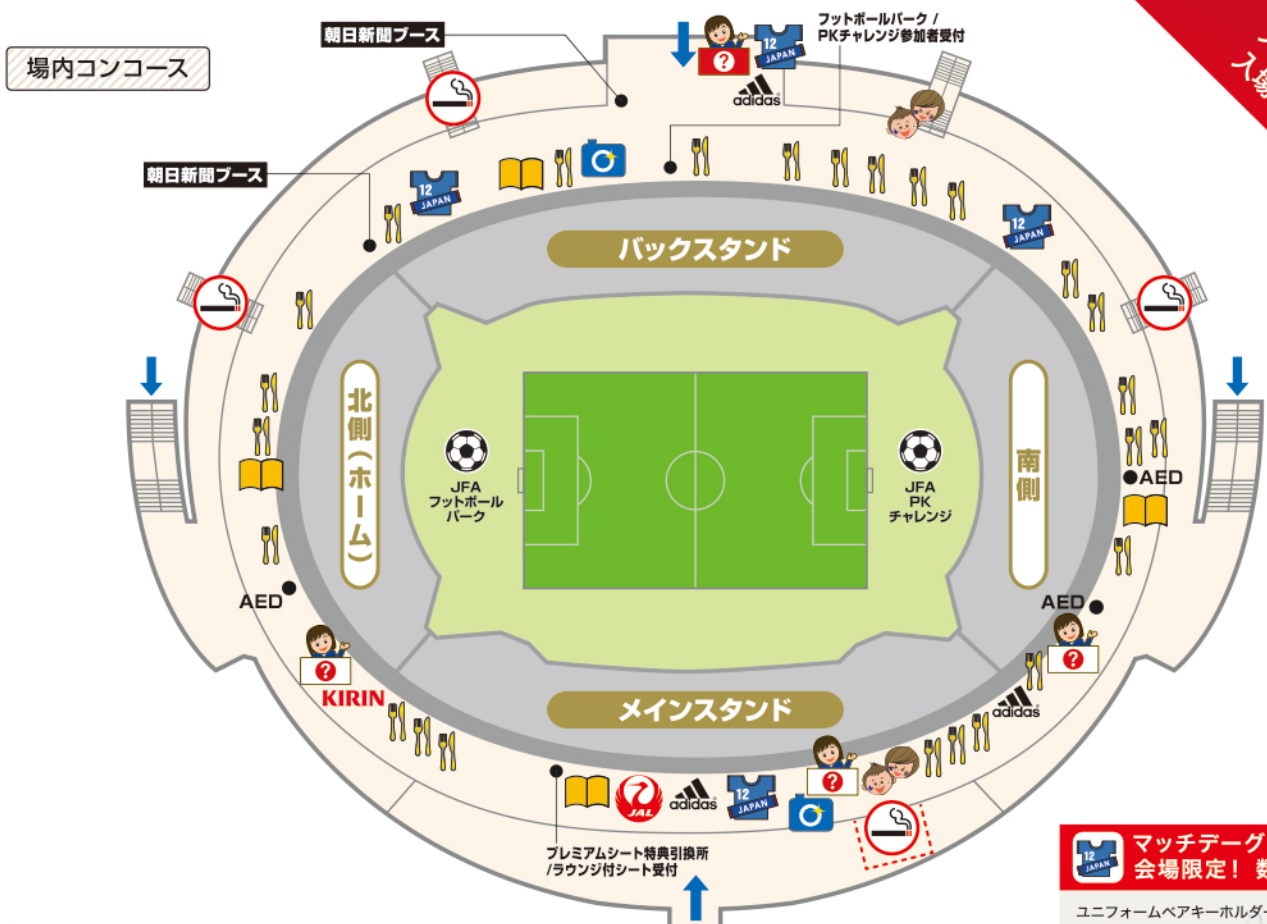 場内コンコース
朝日新聞ブース
フットボールパーク /
PKチャレンジ参加者受付
12
JAPAN
adidas
?
朝日新聞ブース
12
JAPAN
12
JAPAN
バックスタンド
北側（ホーム）
JFA
フットボール
パーク
JFA
PK
チャレンジ
南側
AED
AED
AED
?
KIRIN
?
adidas
メインスタンド
?
JAL
adidas
12
JAPAN
プレミアムシート特典引換所
/ラウンジ付シート受付
12
JAPAN
マッチデーグ
会場限定！ 数
ユニフォームベアキーホルダー